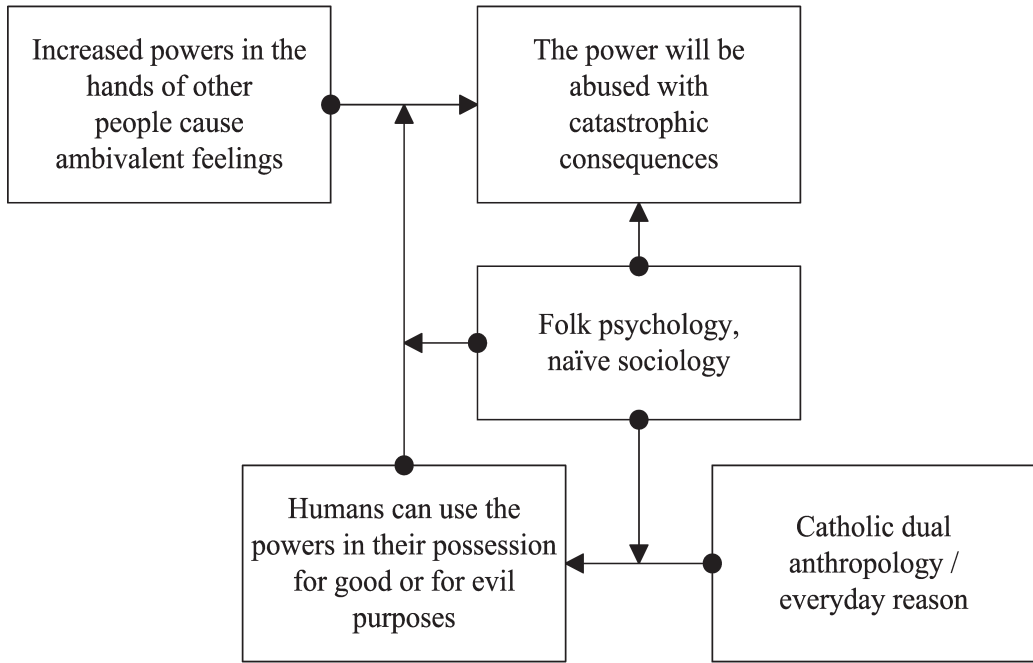 Increased powers in the
hands of other
people cause
ambivalent feelings
The power will be
abused with
catastrophic
consequences
Folk psychology,
naïve sociology
Humans can use the
powers in their possession
for good or for evil
purposes
Catholic dual
anthropology /
everyday reason